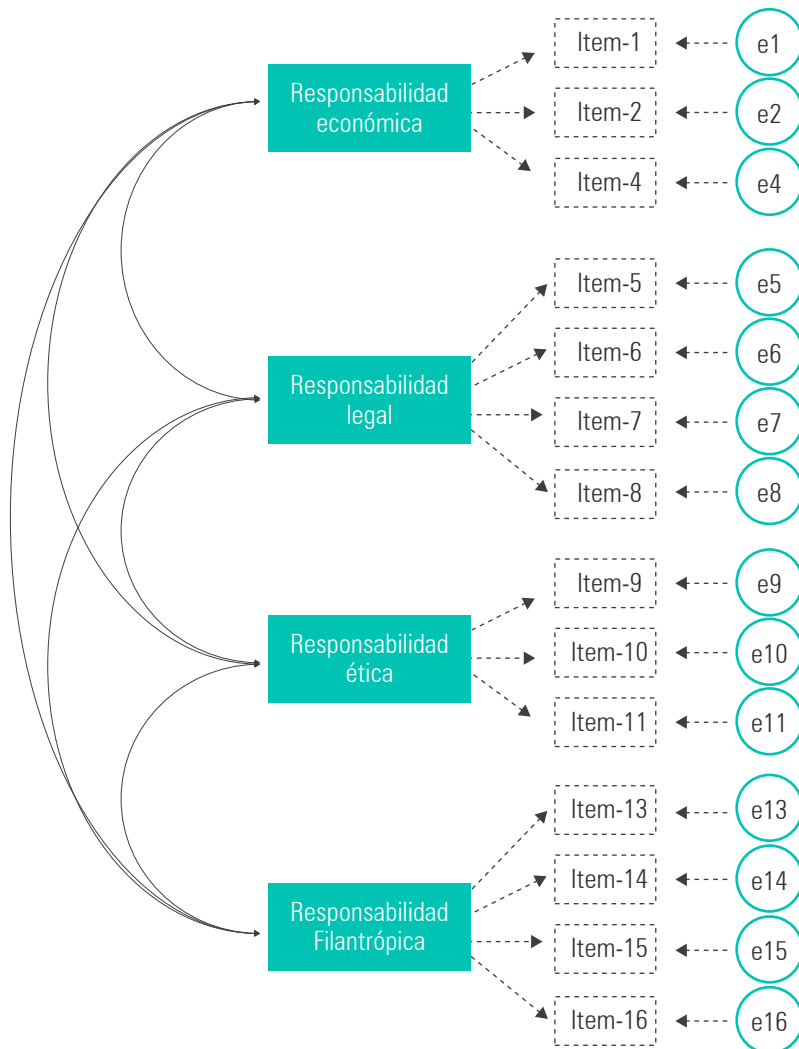 Responsabilidad
económica
Item-1
e1
Item-2
e2
Item-4
e4
Responsabilidad
legal
Item-5
e5
Item-6
e6
Item-7
e7
Item-8
e8
Responsabilidad
ética
Item-9
e9
Item-10
e10
Item-11
e11
Responsabilidad
Filantrópica
Item-13
e13
Item-14
e14
Item-15
e15
Item-16
e16